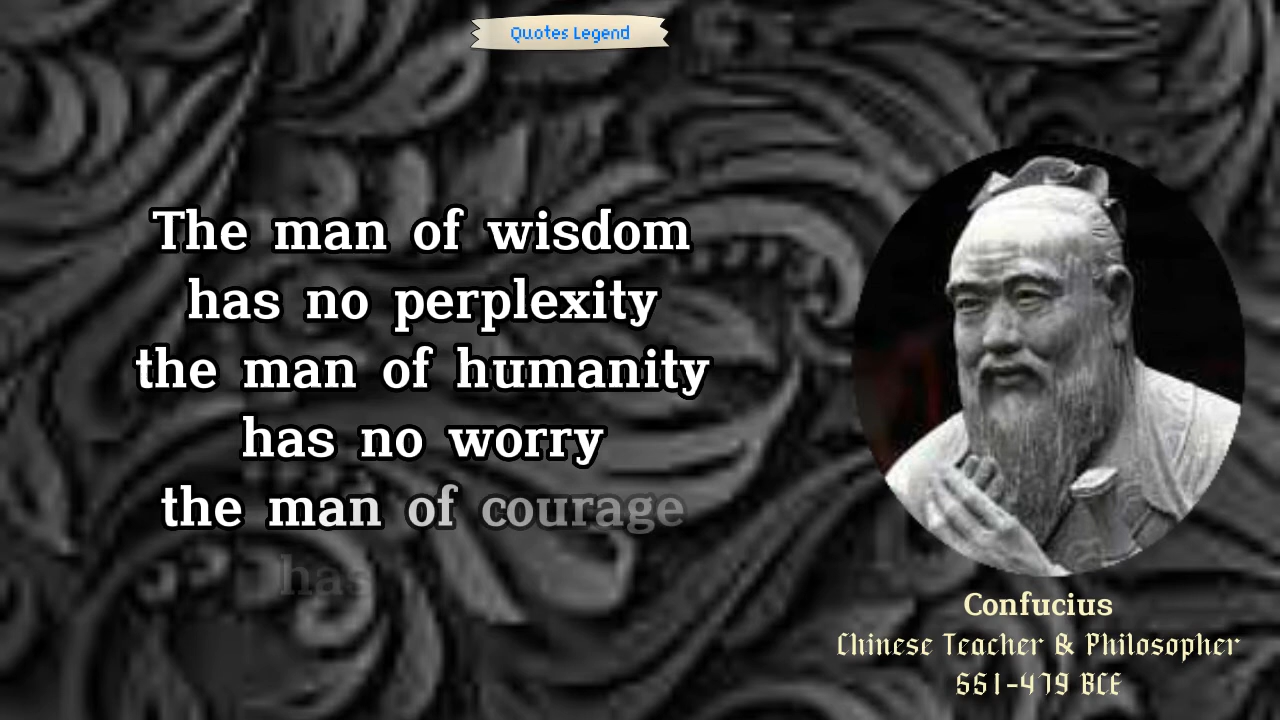 Quotes Legend
The man of wisdom
has no perplexity
the man of humanity
has no worry
the man of courage
has
Confucius
Chinese Teacher & Philosopher
551-479 BCE